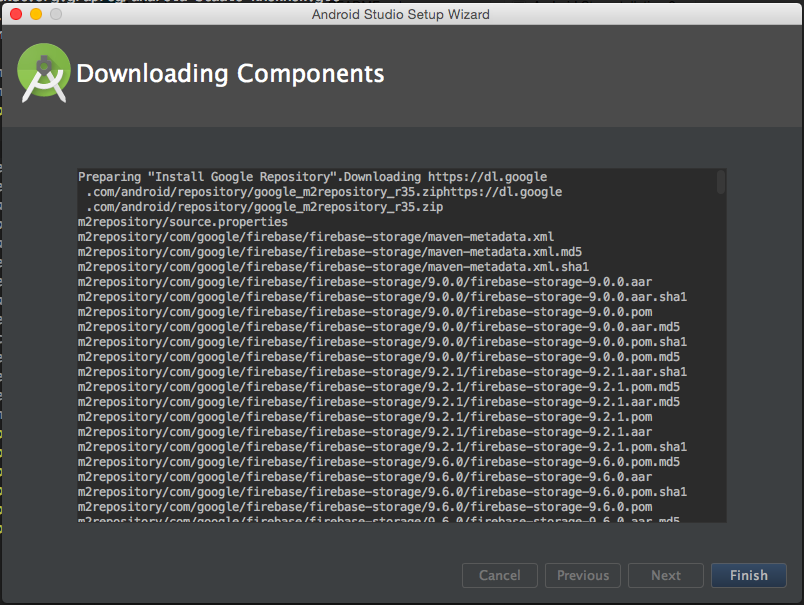 Android Studio Setup Wizard
Downloading Components
Preparing "Install Google Repository".Downloading https://dl.google
.com/android/repository/google_m2repository_r35.ziphttps://dl.google
.com/android/repository/google_m2repository_r35.zip
m2repository/source.properties
m2repository/com/google/firebase/firebase-storage/maven-metadata.xml
m2repository/com/google/firebase/firebase-storage/maven-metadata.xml.md5
m2repository/com/google/firebase/firebase-storage/maven-metadata.xml.sha1
m2repository/com/google/firebase/firebase-storage/9.0.0/firebase-storage-9.0.0.aar
m2repository/com/google/firebase/firebase-storage/9.0.0/firebase-storage-9.0.0.aar.sha1
m2repository/com/google/firebase/firebase-storage/9.0.0/firebase-storage-9.0.0.pom
m2repository/com/google/firebase/firebase-storage/9.0.0/firebase-storage-9.0.0.aar.md5
m2repository/com/google/firebase/firebase-storage/9.0.0/firebase-storage-9.0.0.pom.sha1
m2repository/com/google/firebase/firebase-storage/9.0.0/firebase-storage-9.0.0.pom.md5
m2repository/com/google/firebase/firebase-storage/9.2.1/firebase-storage-9.2.1.aar.sha1
m2repository/com/google/firebase/firebase-storage/9.2.1/firebase-storage-9.2.1.pom.md5
m2repository/com/google/firebase/firebase-storage/9.2.1/firebase-storage-9.2.1.aar.md5
m2repository/com/google/firebase/firebase-storage/9.2.1/firebase-storage-9.2.1.pom
m2repository/com/google/firebase/firebase-storage/9.2.1/firebase-storage-9.2.1.aar
m2repository/com/google/firebase/firebase-storage/9.2.1/firebase-storage-9.2.1.pom.sha1
m2repository/com/google/firebase/firebase-storage/9.6.0/firebase-storage-9.6.0.pom.md5
m2repository/com/google/firebase/firebase-storage/9.6.0/firebase-storage-9.6.0.aar
m2repository/com/google/firebase/firebase-storage/9.6.0/firebase-storage-9.6.0.pom.sha1
m2repository/com/google/firebase/firebase-storage/9.6.0/firebase-storage-9.6.0.pom
m2repository/com/google/firebase/firebase-storage/9.6.0/firebase-storage-9.6.0.aar.md5
Cancel Previous Next Finish